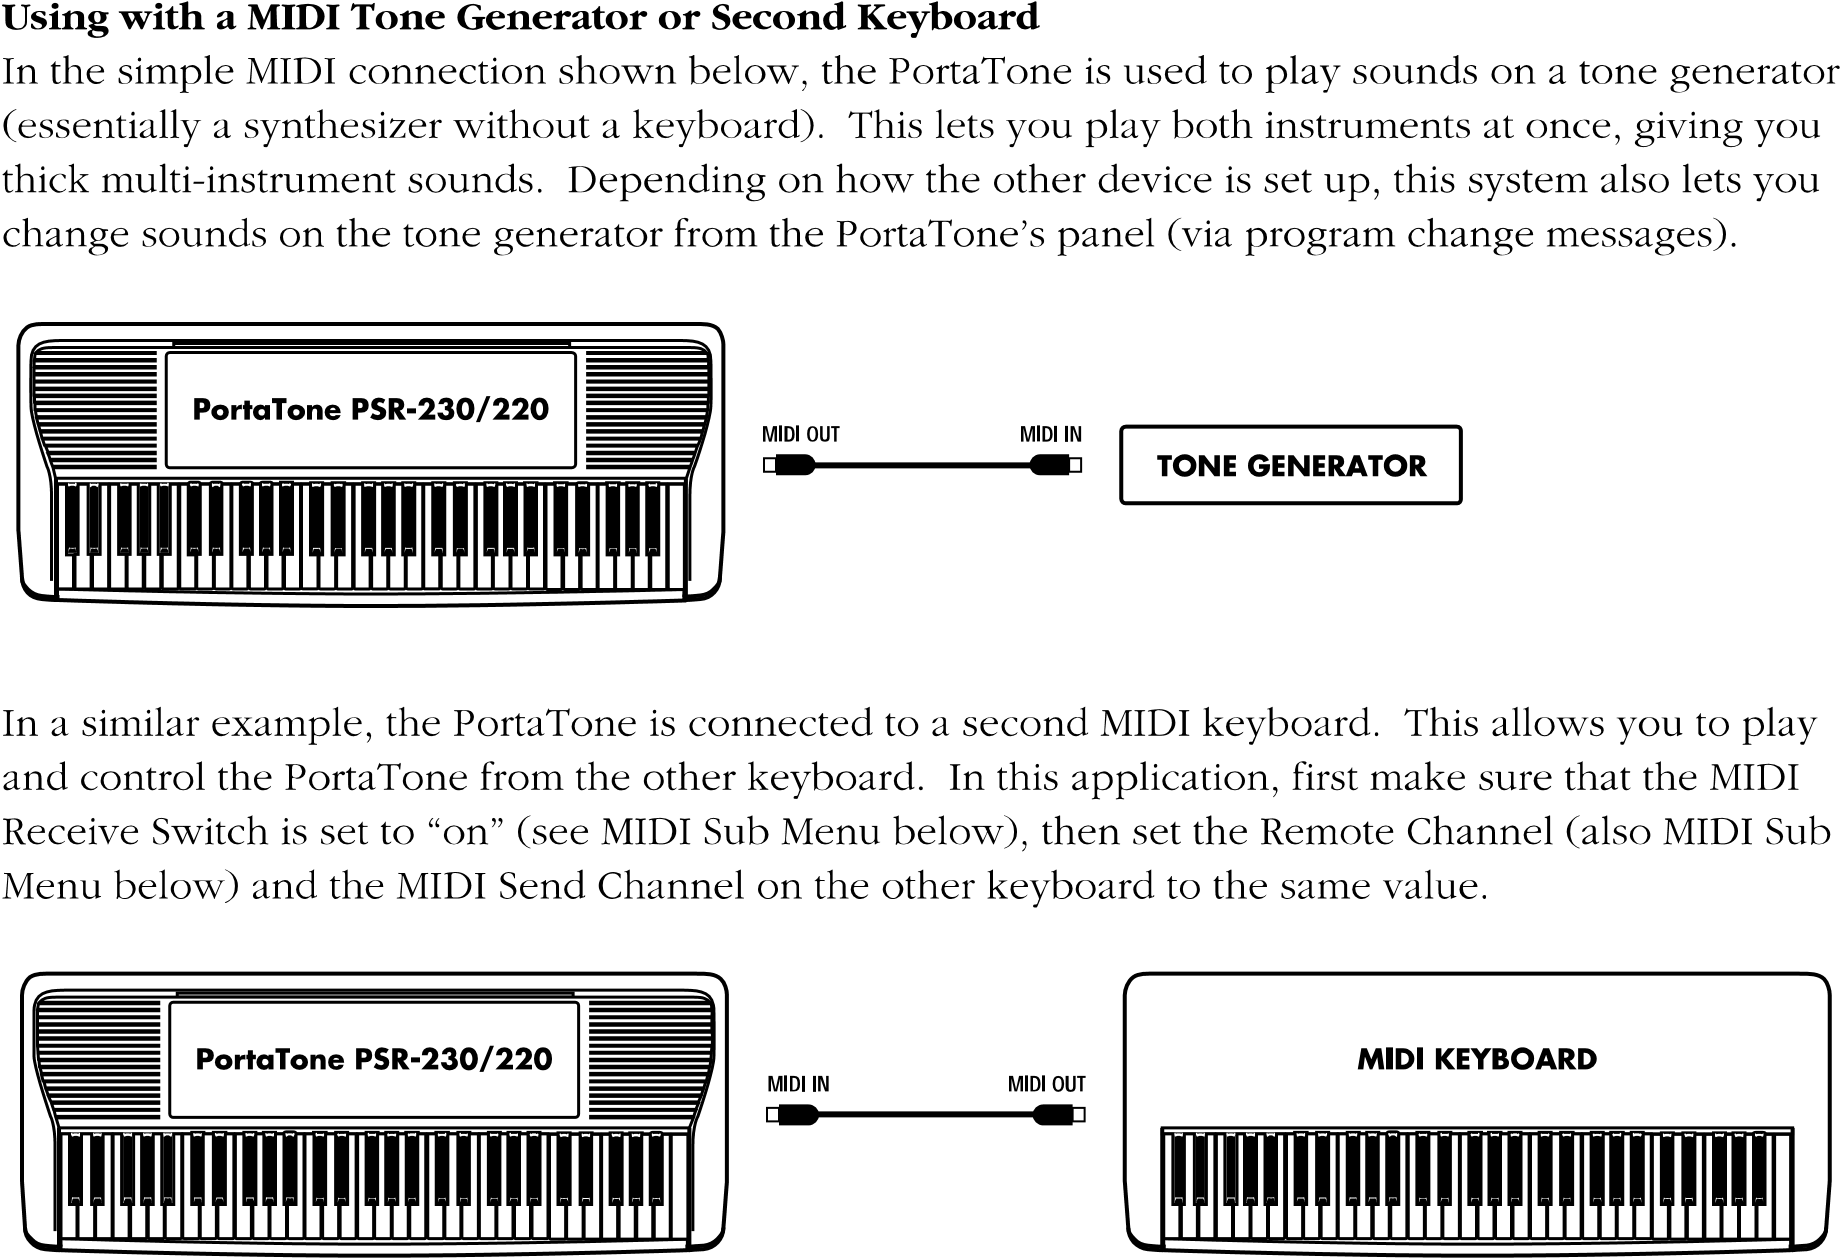 Using with a MIDI Tone Generator or Second Keyboard
In the simple MIDI connection shown below, the PortaTone is used to play sounds on a tone generator
(essentially a synthesizer without a keyboard).  This lets you play both instruments at once, giving you
thick multi-instrument sounds.  Depending on how the other device is set up, this system also lets you
change sounds on the tone generator from the PortaTone’s panel (via program change messages).
PortaTone PSR-230/220
MIDI OUT
MIDI IN
TONE GENERATOR
In a similar example, the PortaTone is connected to a second MIDI keyboard.  This allows you to play
and control the PortaTone from the other keyboard.  In this application, first make sure that the MIDI
Receive Switch is set to “on” (see MIDI Sub Menu below), then set the Remote Channel (also MIDI Sub
Menu below) and the MIDI Send Channel on the other keyboard to the same value.
PortaTone PSR-230/220
MIDI IN
MIDI OUT
MIDI KEYBOARD